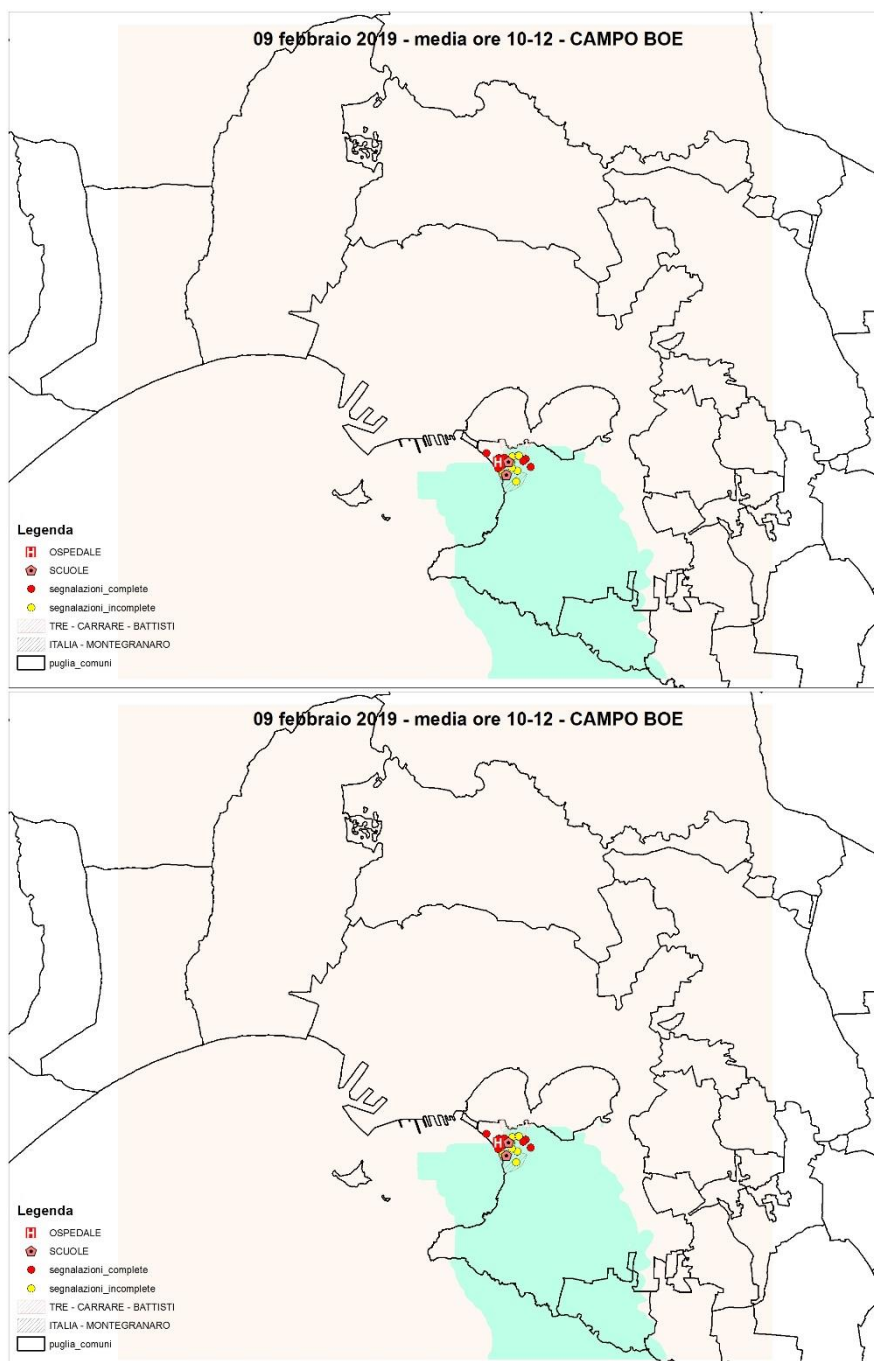 09 febbraio 2019 - media ore 10-12 - CAMPO BOE
H
Legenda
H OSPEDALE
SCUOLE
segnalazioni_complete
segnalazioni_incomplete
TRE - CARRARE - BATTISTI
ITALIA - MONTEGRANARO
puglia_comuni
09 febbraio 2019 - media ore 10-12 - CAMPO BOE
H
Legenda
H OSPEDALE
SCUOLE
segnalazioni_complete
segnalazioni_incomplete
TRE - CARRARE - BATTISTI
ITALIA - MONTEGRANARO
puglia_comuni